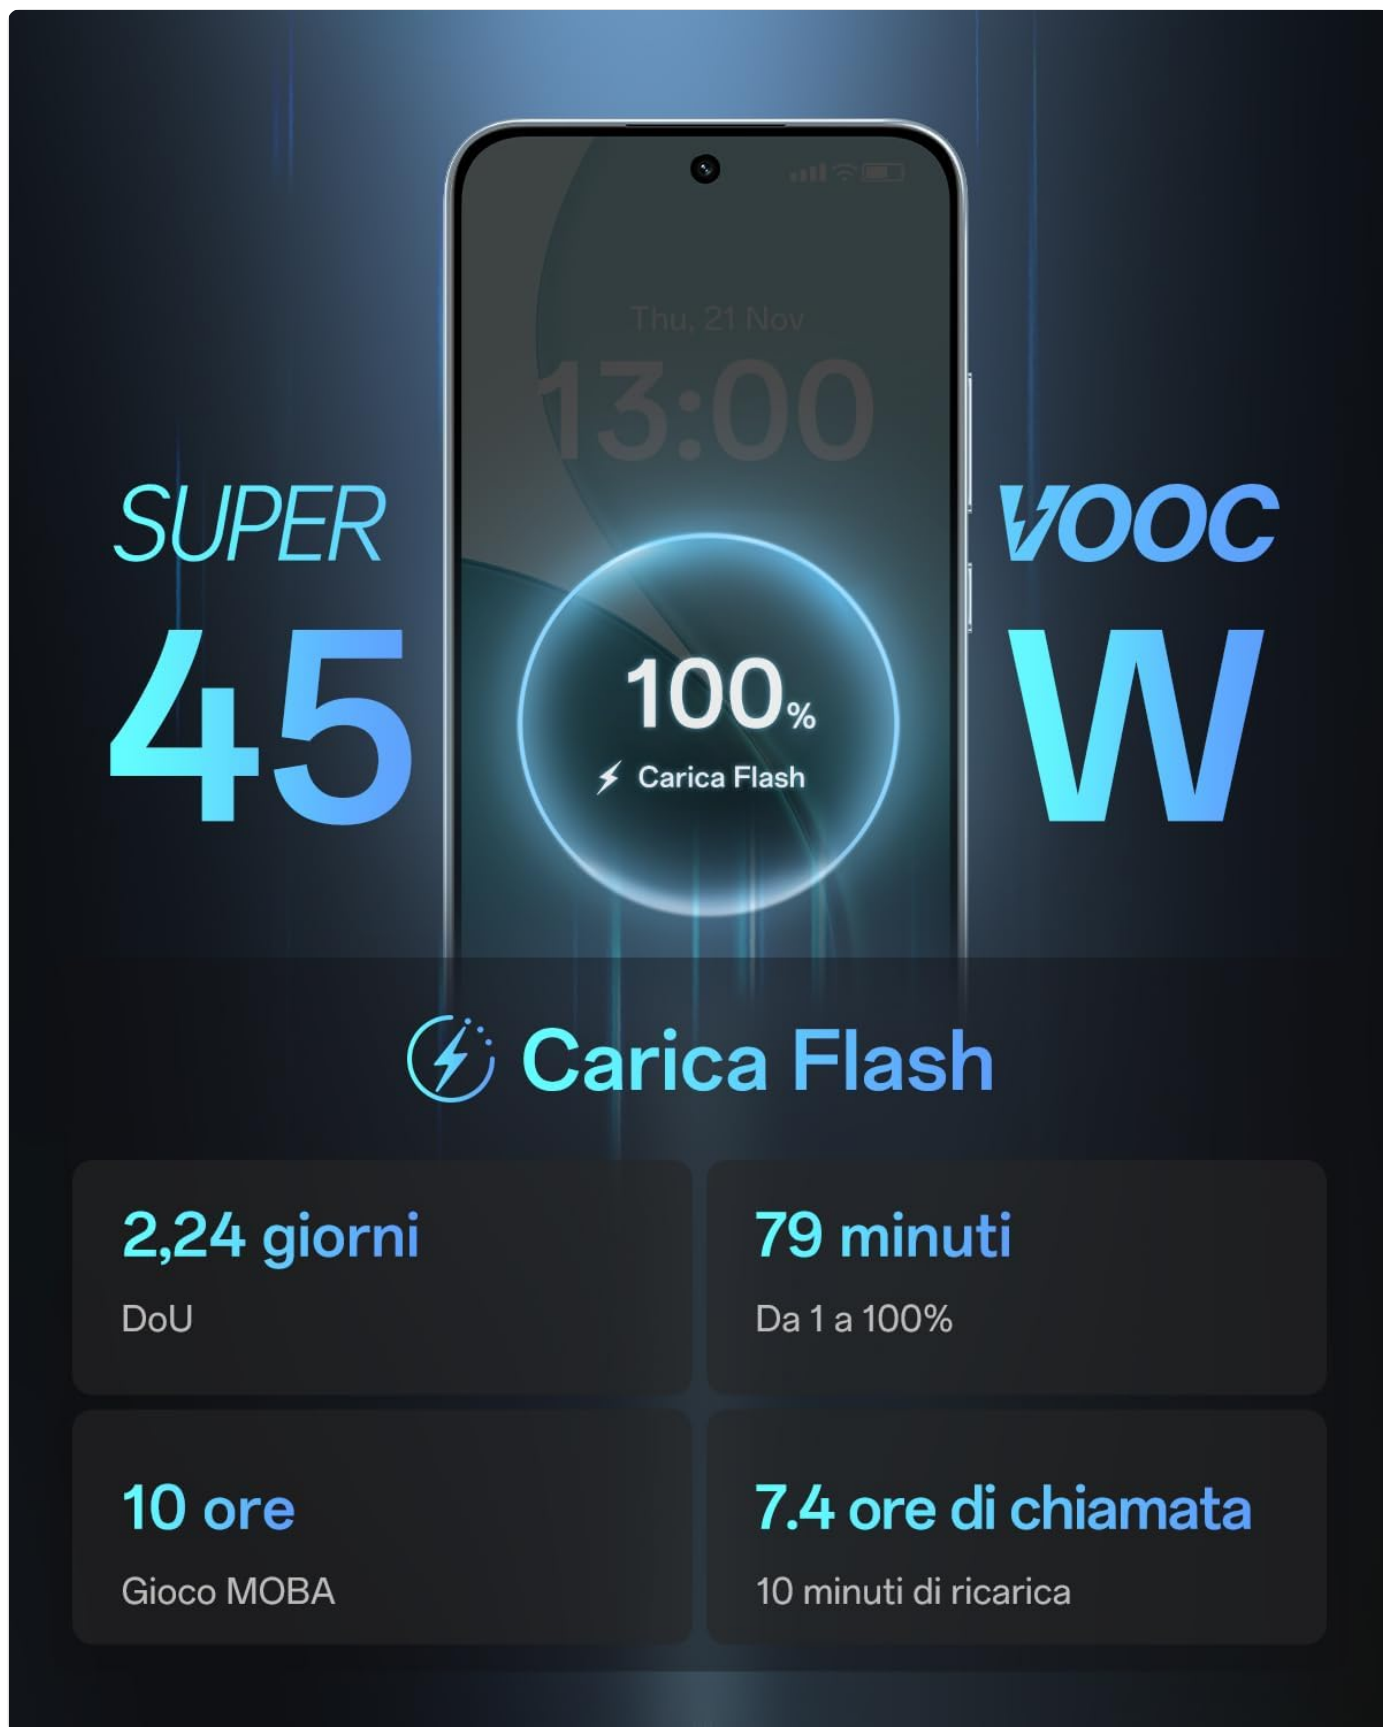 Thu, 21 Nov
13:00
SUPER VOOC
45 W
100%
Carica Flash
Carica Flash
2,24 giorni
DoU
79 minuti
Da 1 a 100%
10 ore
Gioco MOBA
7.4 ore di chiamata
10 minuti di ricarica